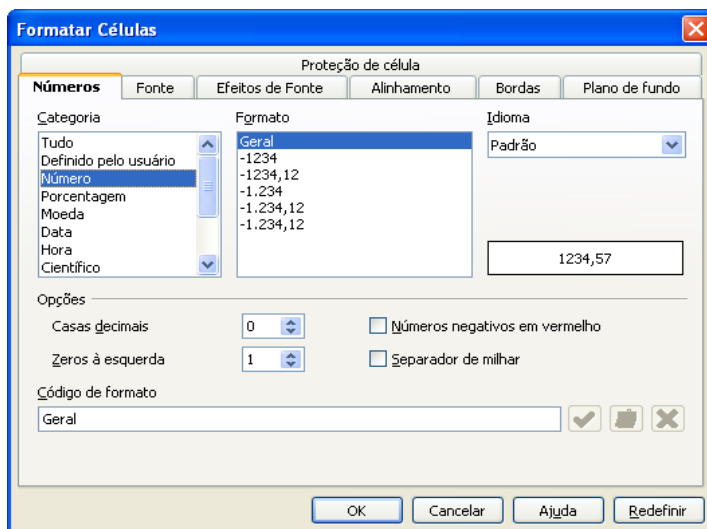 Formatar Células
Proteção de célula
Números Fonte Efeitos de Fonte Alinhamento Bordas Plano de fundo
Categoria Formato Idioma
Tudo
Definido pelo usuário
Número
Porcentagem
Moeda
Data
Hora
Científico
Geral
-1234
-1234,12
-1.234
-1.234,12
-1.234,12
Padrão
1234,57
Opções
Casas decimais 0 Números negativos em vermelho
Zeros à esquerda 1 Separador de milhar
Código de formato
Geral
OK Cancelar Ajuda Redefinir